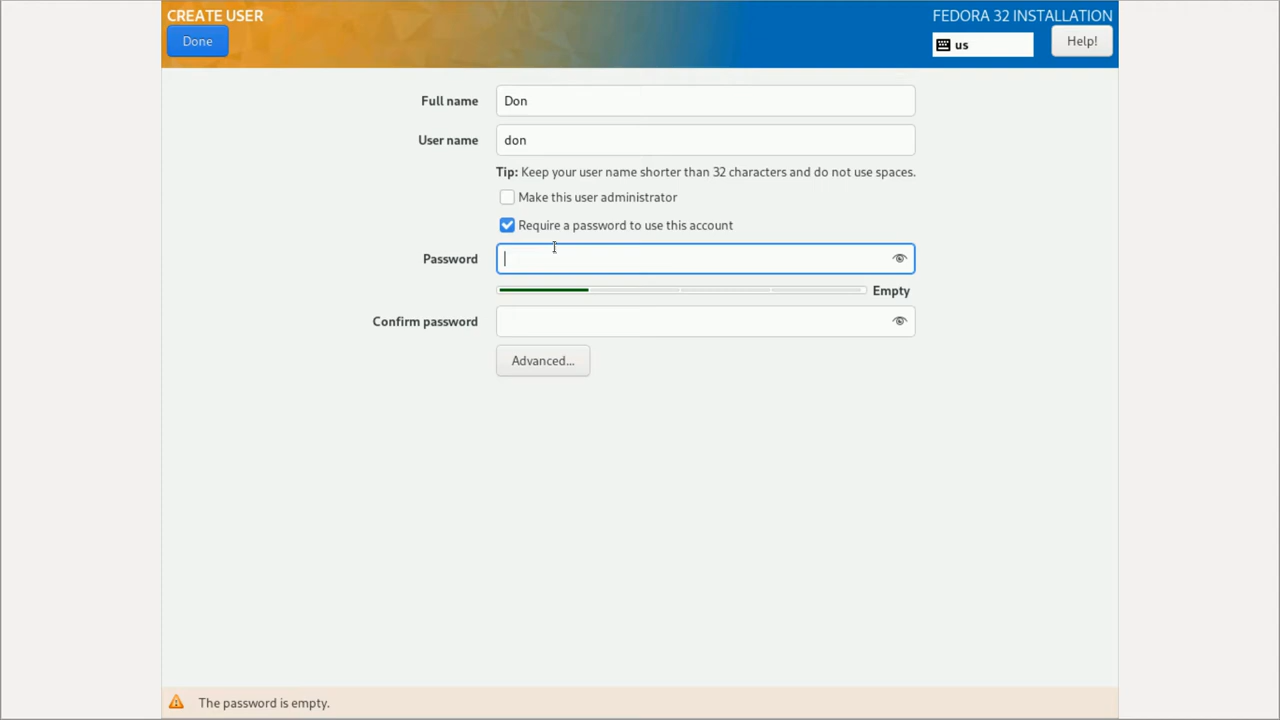 CREATE USER
FEDORA 32 INSTALLATION
Done
us
Help!
Full name
Don
User name
don
Tip: Keep your user name shorter than 32 characters and do not use spaces.
Make this user administrator
Require a password to use this account
Password
Empty
Confirm password
Advanced...
The password is empty.